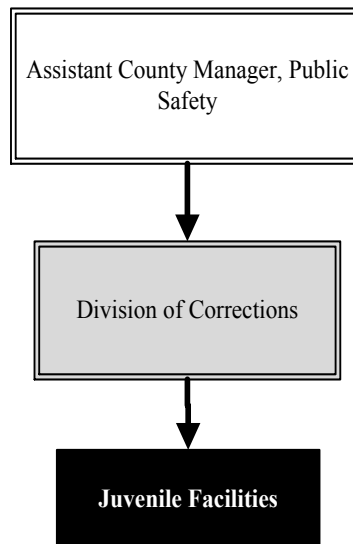 Assistant County Manager, Public
Safety
Division of Corrections
Juvenile Facilities